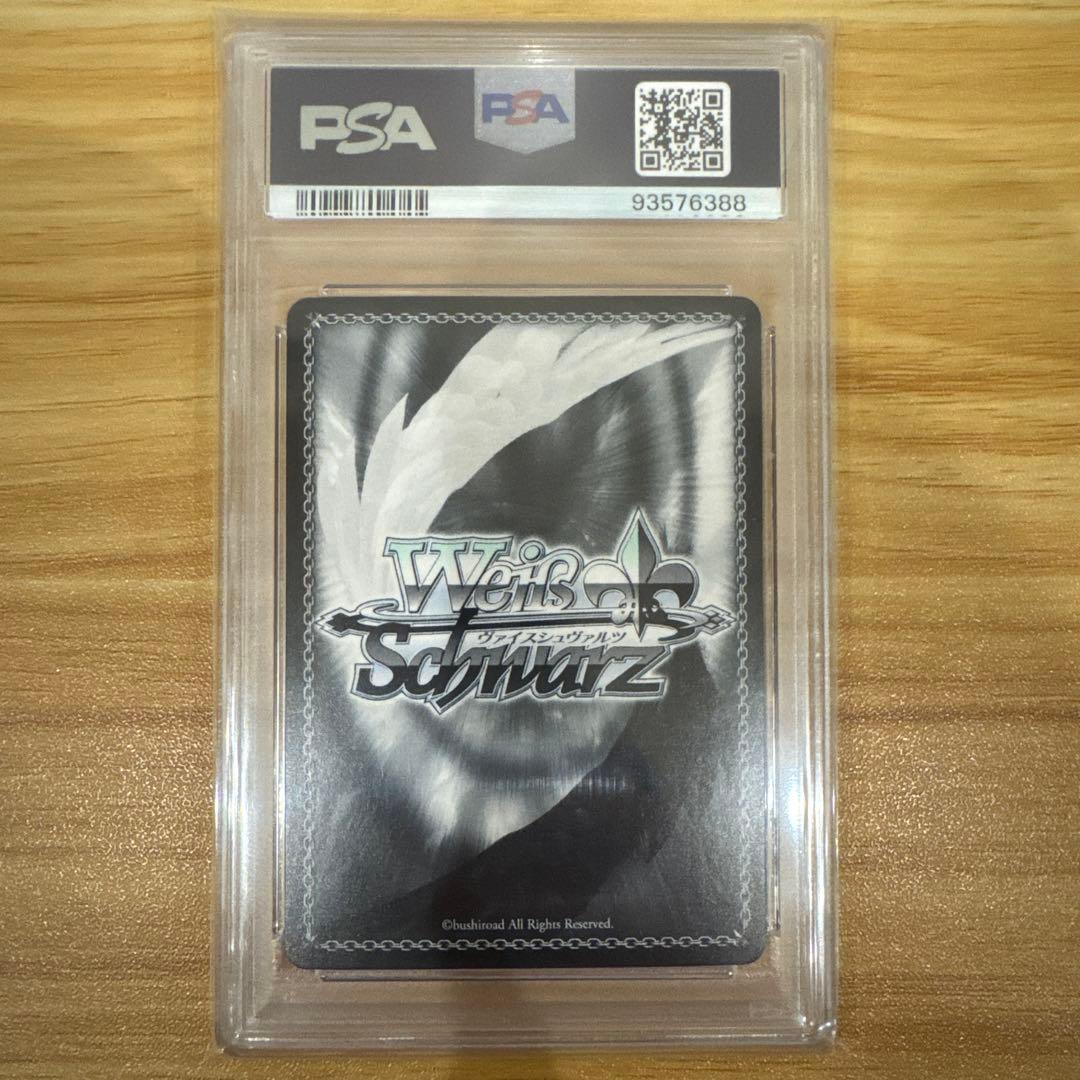 PSA
PSA
93576388
Weiß
ヴァイスシュヴァルツ
Schwarz
©bushiroad All Rights Reserved.